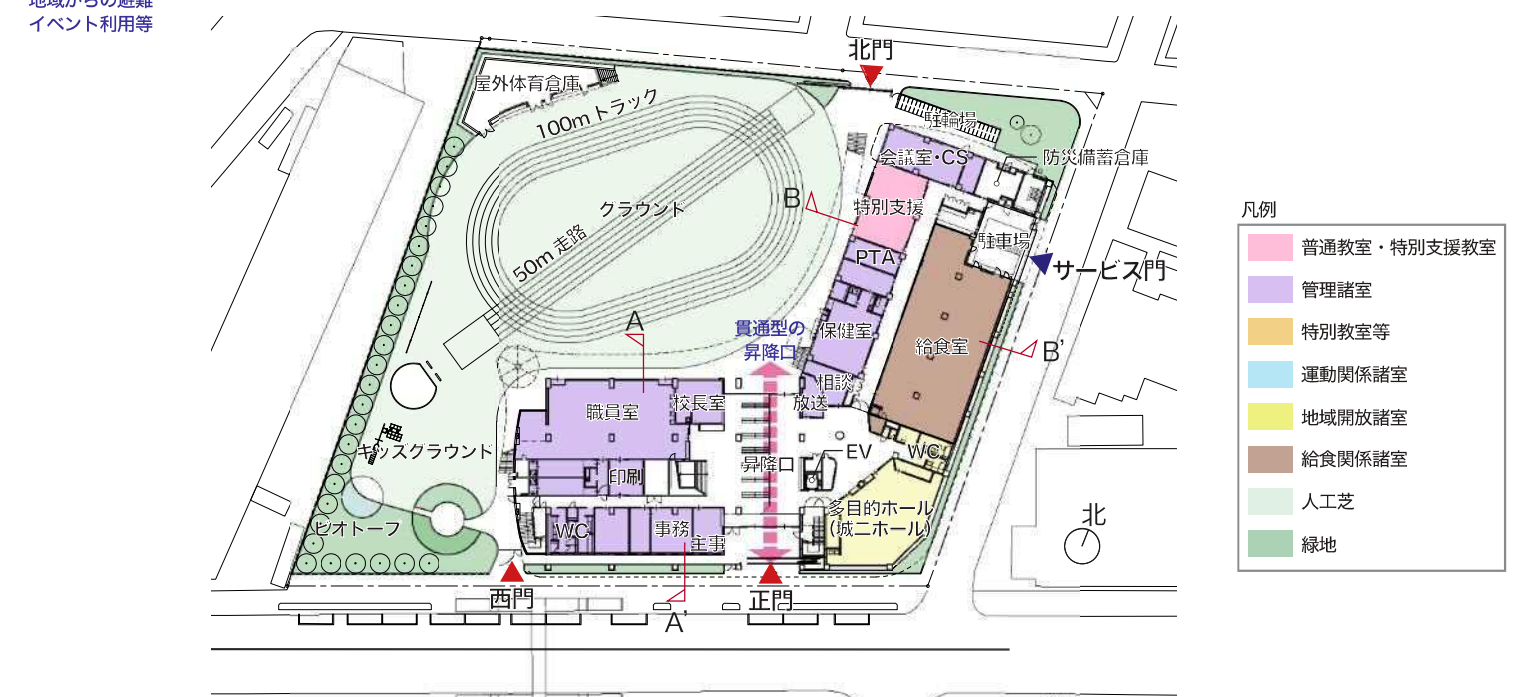 地域からの避難
イベント利用等
北門
屋外体育倉庫
100mトラック
駐輪場
会議室・CS
防災備蓄倉庫
B
特別支援
グラウンド
駐車場
50m 走路
PTA
サービス門
A
貫通型の
昇降口
保健室
給食室
B'
相談
放送
職員室
校長室
キッズグラウンド
昇降口
EV
WC
印刷
多目的ホール
(城二ホール)
ビオトープ
WC
事務
主事
北
西門
正門
A'
凡例
普通教室・特別支援教室
管理諸室
特別教室等
運動関係諸室
地域開放諸室
給食関係諸室
人工芝
緑地